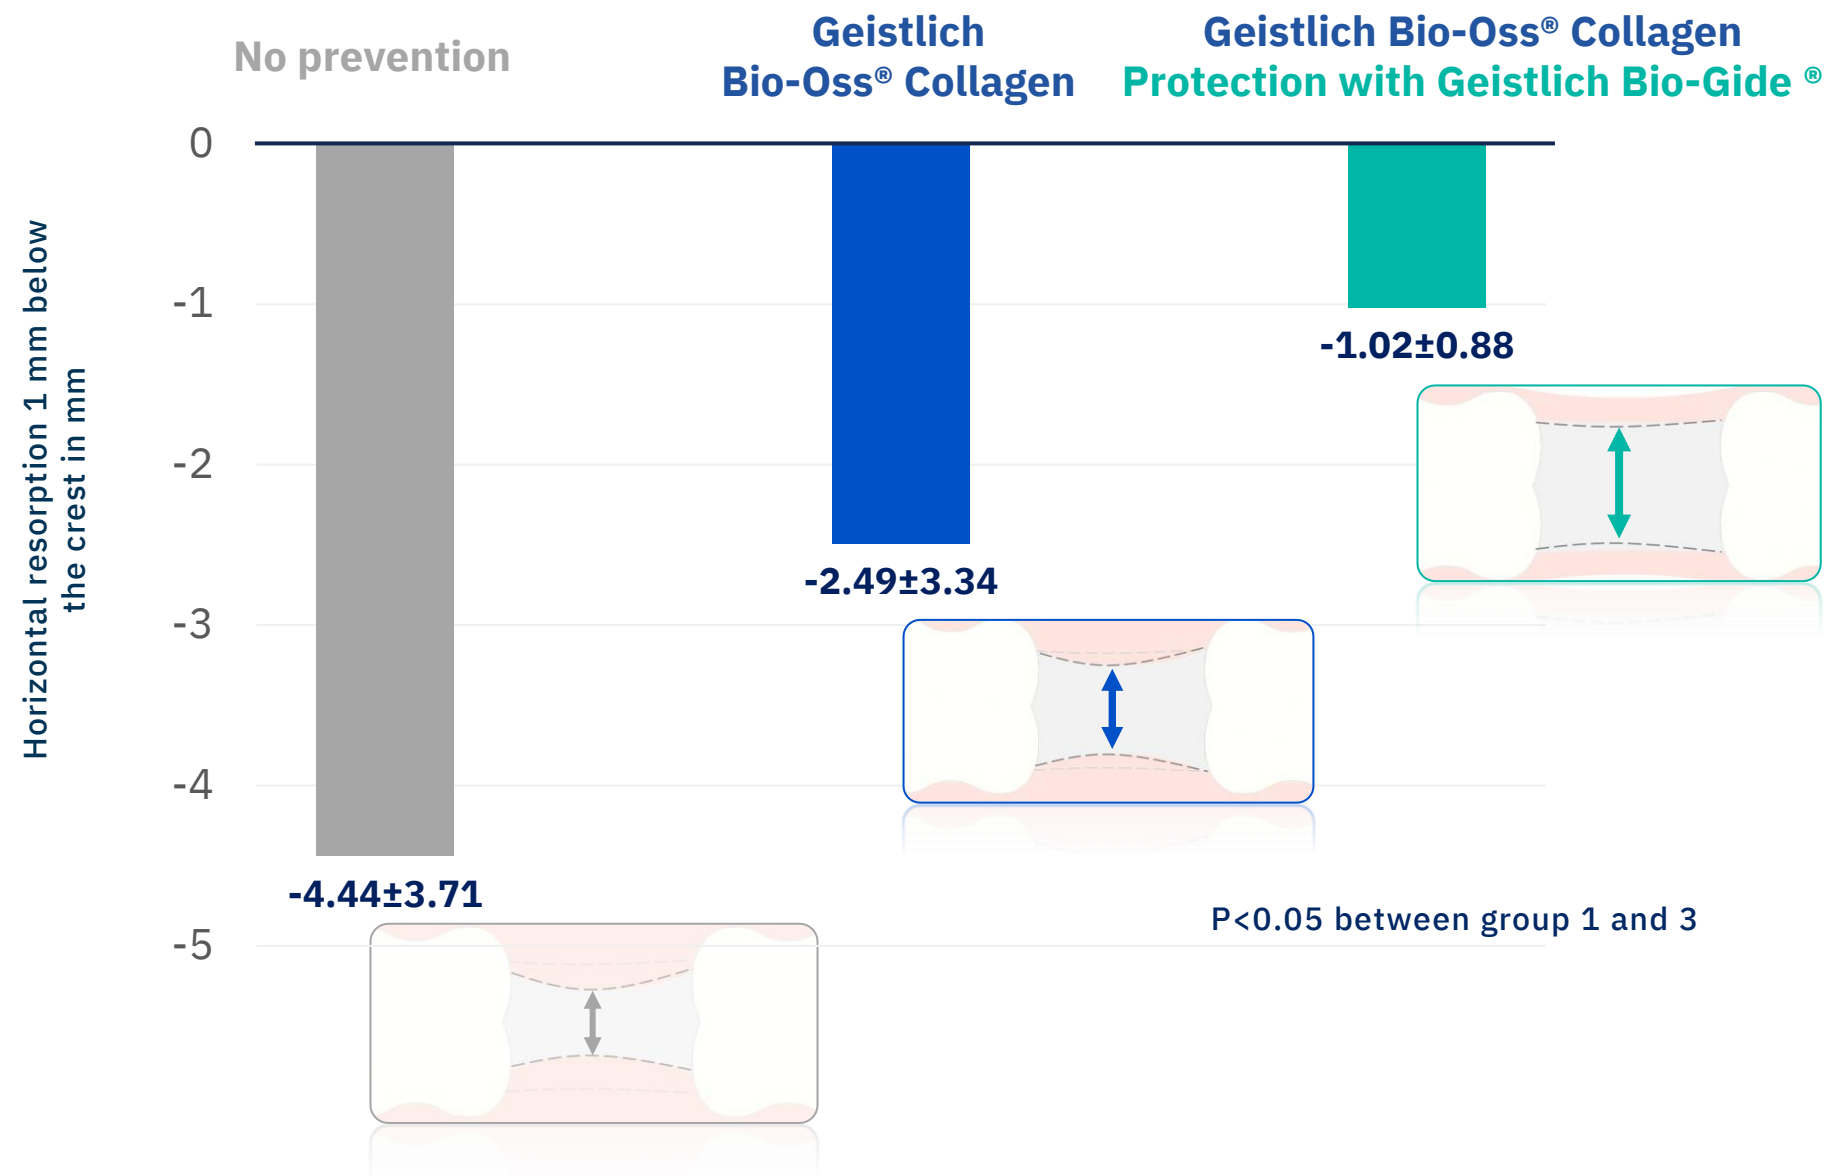 No prevention
Geistlich
Bio-Oss® Collagen
Geistlich Bio-Oss® Collagen
Protection with Geistlich Bio-Gide ®
Horizontal resorption 1 mm below
the crest in mm
0
-1
-2
-3
-4
-5
-4.44±3.71
-2.49±3.34
-1.02±0.88
P<0.05 between group 1 and 3